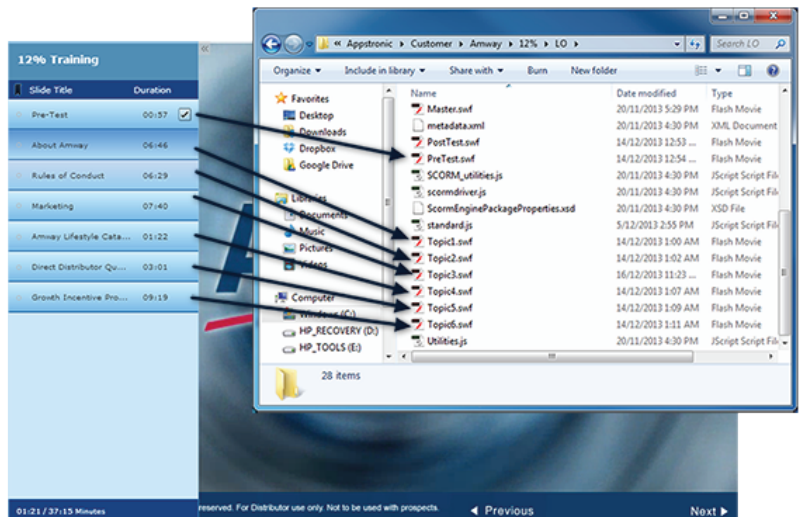 « Appstronic ▸ Customer ▸ Amway ▸ 12% ▸ LO ▸
Search LO
Organize ▾ Include in library ▾ Share with ▾ Burn New folder
12% Training
Slide Title Duration
Pre-Test 00:57
About Amway 06:46
Rules of Conduct 06:29
Marketing 07:40
Amway Lifestyle Cata... 01:22
Direct Distributor Qu... 03:01
Growth Incentive Pro... 09:19
01:21 / 37:15 Minutes
Favorites
Desktop
Downloads
Dropbox
Google Drive
Libraries
Documents
Music
Pictures
Videos
Computer
Windows (C:)
HP_RECOVERY (D:)
HP_TOOLS (E:)
Name Date modified Type
Master.swf 20/11/2013 5:29 PM Flash Movie
metadata.xml 20/11/2013 4:30 PM XML Document
PostTest.swf 14/12/2013 12:53 ... Flash Movie
PreTest.swf 14/12/2013 12:54 ... Flash Movie
SCORM_utilities.js 20/11/2013 4:30 PM JScript Script File
scormdriver.js 20/11/2013 4:30 PM JScript Script File
ScormEnginePackageProperties.xsd 20/11/2013 4:30 PM XSD File
standard.js 5/12/2013 2:55 PM JScript Script File
Topic1.swf 14/12/2013 1:00 AM Flash Movie
Topic2.swf 14/12/2013 1:02 AM Flash Movie
Topic3.swf 16/12/2013 11:23 ... Flash Movie
Topic4.swf 14/12/2013 1:07 AM Flash Movie
Topic5.swf 14/12/2013 1:09 AM Flash Movie
Topic6.swf 14/12/2013 1:11 AM Flash Movie
Utilities.js 20/11/2013 4:30 PM JScript Script File
28 items
reserved. For Distributor use only. Not to be used with prospects.
◀ Previous Next ▶